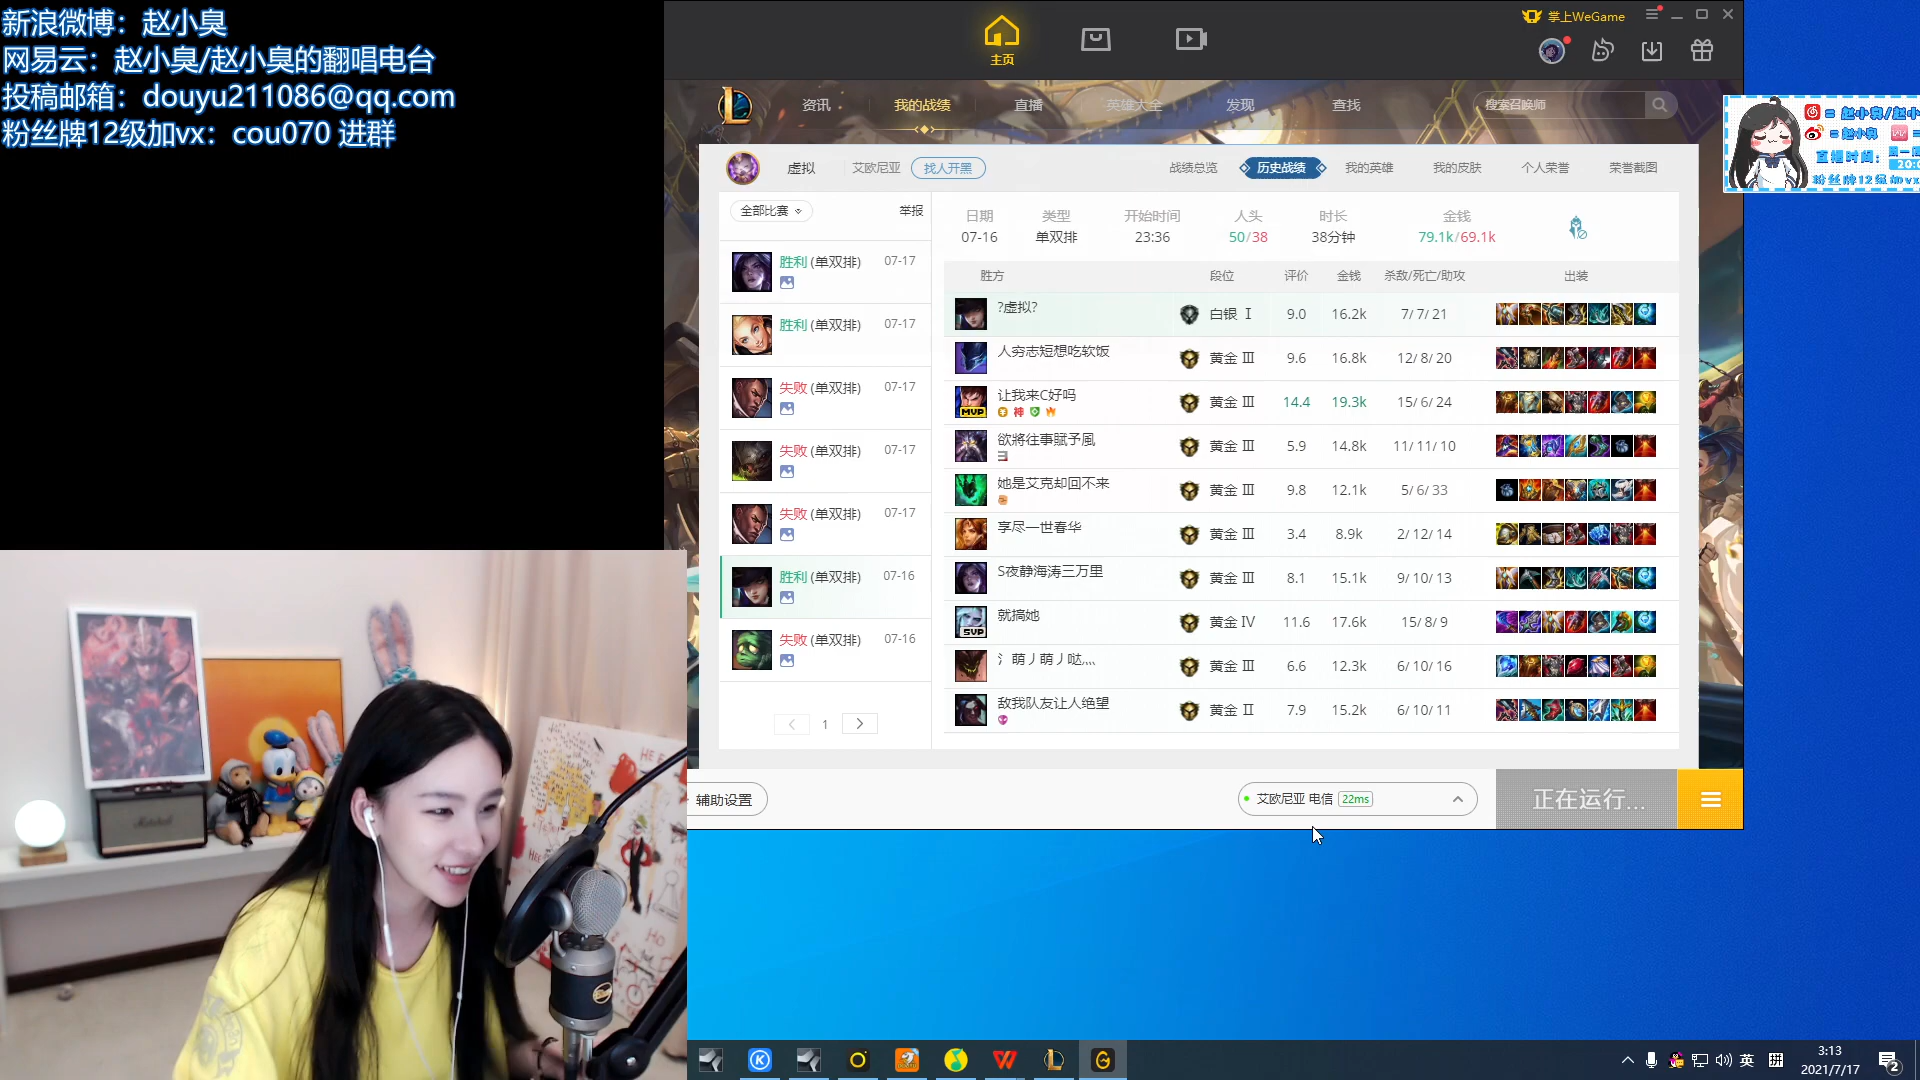 新浪微博：赵小臭
网易云：赵小臭/赵小臭的翻唱电台
投稿邮箱：douyu211086@qq.com
粉丝牌12级加vx：cou070 进群
主页
掌上WeGame
资讯
我的战绩
直播
英雄大全
发现
查找
搜索召唤师
虚拟
艾欧尼亚
找人开黑
战绩总览
历史战绩
我的英雄
我的皮肤
个人荣誉
荣誉截图
全部比赛
举报
胜利 (单双排) 07-17
胜利 (单双排) 07-17
失败 (单双排) 07-17
失败 (单双排) 07-17
失败 (单双排) 07-17
胜利 (单双排) 07-16
失败 (单双排) 07-16
1
日期 类型 开始时间 人头 时长 金钱
07-16 单双排 23:36 50/38 38分钟 79.1k/69.1k
胜方 段位 评价 金钱 杀敌/死亡/助攻 出装
?虚拟? 白银 Ⅰ 9.0 16.2k 7/ 7/ 21
人穷志短想吃软饭 黄金 Ⅲ 9.6 16.8k 12/ 8/ 20
让我来C好吗 黄金 Ⅲ 14.4 19.3k 15/ 6/ 24
MVP
神
欲將往事賦予風 黄金 Ⅲ 5.9 14.8k 11/ 11/ 10
她是艾克却回不来 黄金 Ⅲ 9.8 12.1k 5/ 6/ 33
享尽一世春华 黄金 Ⅲ 3.4 8.9k 2/ 12/ 14
S夜静海涛三万里 黄金 Ⅲ 8.1 15.1k 9/ 10/ 13
就搞她 黄金 Ⅳ 11.6 17.6k 15/ 8/ 9
SVP
氵萌丿萌丿哒灬 黄金 Ⅲ 6.6 12.3k 6/ 10/ 16
敌我队友让人绝望 黄金 Ⅱ 7.9 15.2k 6/ 10/ 11
辅助设置
艾欧尼亚 电信 22ms
正在运行...
= 赵小臭/赵小
= 赵小臭
直播时间：
20:0
粉丝牌12级加vx
Marshall
英
拼
3:13
2021/7/17
2